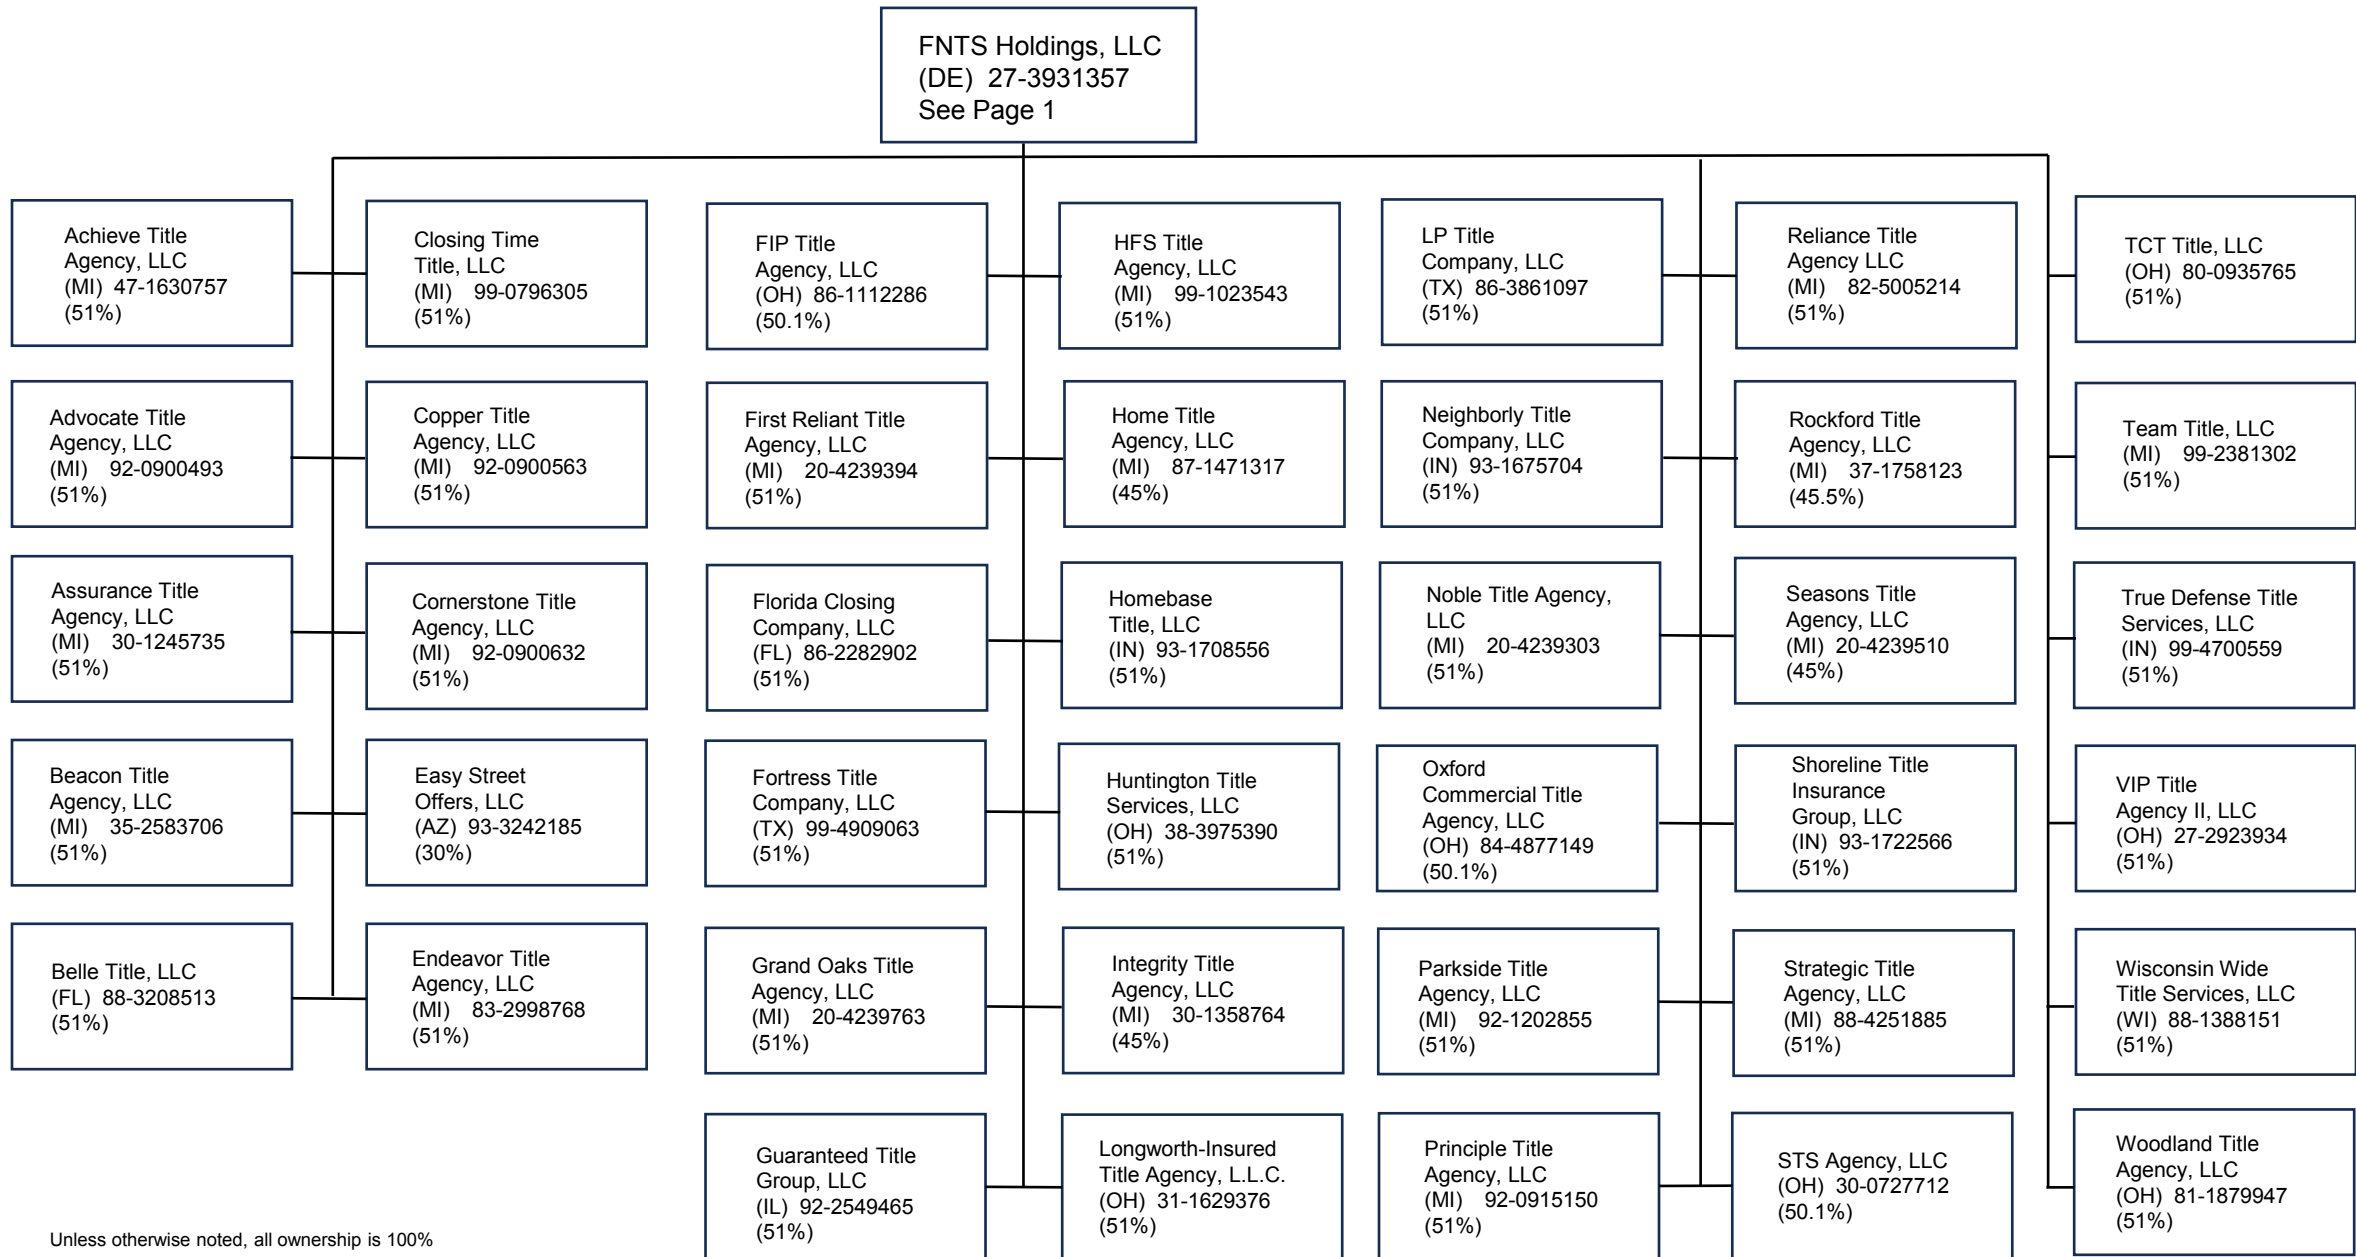 FNTS Holdings, LLC
(DE) 27-3931357
See Page 1
Achieve Title
Agency, LLC
(MI) 47-1630757
(51%)
Closing Time
Title, LLC
(MI) 99-0796305
(51%)
FIP Title
Agency, LLC
(OH) 86-1112286
(50.1%)
HFS Title
Agency, LLC
(MI) 99-1023543
(51%)
LP Title
Company, LLC
(TX) 86-3861097
(51%)
Reliance Title
Agency LLC
(MI) 82-5005214
(51%)
TCT Title, LLC
(OH) 80-0935765
(51%)
Advocate Title
Agency, LLC
(MI) 92-0900493
(51%)
Copper Title
Agency, LLC
(MI) 92-0900563
(51%)
First Reliant Title
Agency, LLC
(MI) 20-4239394
(51%)
Home Title
Agency, LLC
(MI) 87-1471317
(45%)
Neighborly Title
Company, LLC
(IN) 93-1675704
(51%)
Rockford Title
Agency, LLC
(MI) 37-1758123
(45.5%)
Team Title, LLC
(MI) 99-2381302
(51%)
Assurance Title
Agency, LLC
(MI) 30-1245735
(51%)
Cornerstone Title
Agency, LLC
(MI) 92-0900632
(51%)
Florida Closing
Company, LLC
(FL) 86-2282902
(51%)
Homebase
Title, LLC
(IN) 93-1708556
(51%)
Noble Title Agency,
LLC
(MI) 20-4239303
(51%)
Seasons Title
Agency, LLC
(MI) 20-4239510
(45%)
True Defense Title
Services, LLC
(IN) 99-4700559
(51%)
Beacon Title
Agency, LLC
(MI) 35-2583706
(51%)
Easy Street
Offers, LLC
(AZ) 93-3242185
(30%)
Fortress Title
Company, LLC
(TX) 99-4909063
(51%)
Huntington Title
Services, LLC
(OH) 38-3975390
(51%)
Oxford
Commercial Title
Agency, LLC
(OH) 84-4877149
(50.1%)
Shoreline Title
Insurance
Group, LLC
(IN) 93-1722566
(51%)
VIP Title
Agency II, LLC
(OH) 27-2923934
(51%)
Belle Title, LLC
(FL) 88-3208513
(51%)
Endeavor Title
Agency, LLC
(MI) 83-2998768
(51%)
Grand Oaks Title
Agency, LLC
(MI) 20-4239763
(51%)
Integrity Title
Agency, LLC
(MI) 30-1358764
(45%)
Parkside Title
Agency, LLC
(MI) 92-1202855
(51%)
Strategic Title
Agency, LLC
(MI) 88-4251885
(51%)
Wisconsin Wide
Title Services, LLC
(WI) 88-1388151
(51%)
Guaranteed Title
Group, LLC
(IL) 92-2549465
(51%)
Longworth-Insured
Title Agency, L.L.C.
(OH) 31-1629376
(51%)
Principle Title
Agency, LLC
(MI) 92-0915150
(51%)
STS Agency, LLC
(OH) 30-0727712
(50.1%)
Woodland Title
Agency, LLC
(OH) 81-1879947
(51%)
Unless otherwise noted, all ownership is 100%